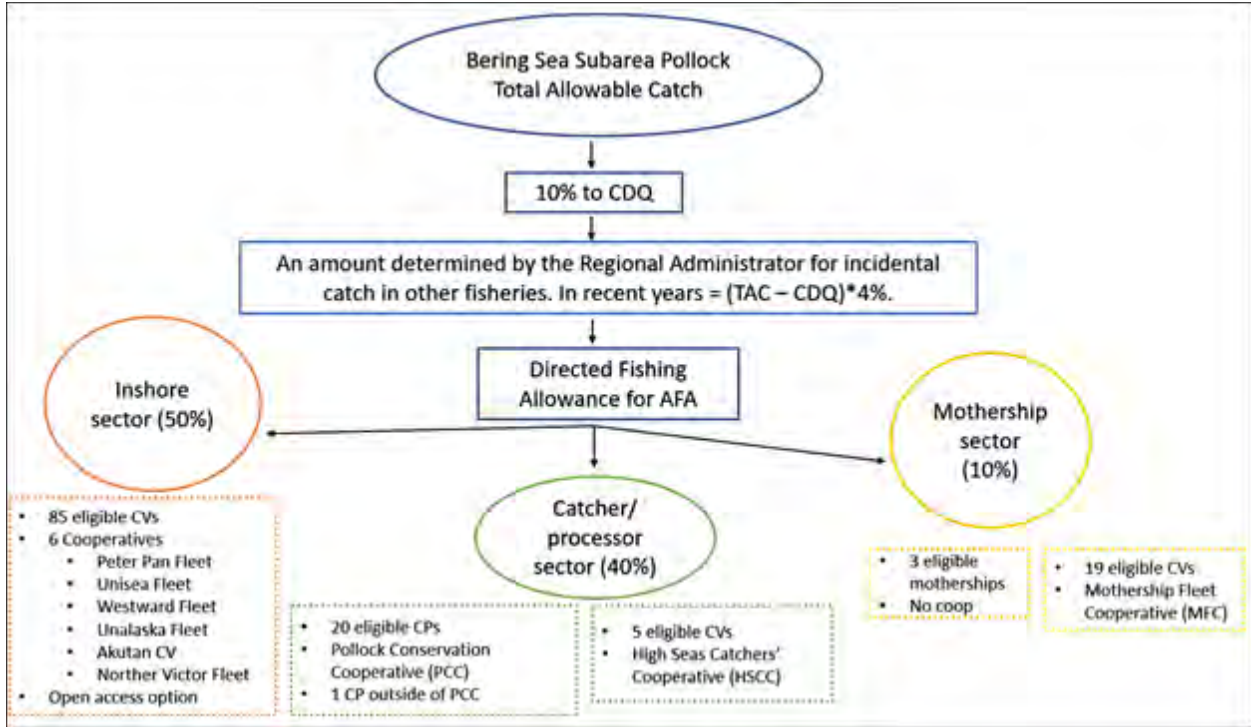 Bering Sea Subarea Pollock
Total Allowable Catch
10% to CDQ
An amount determined by the Regional Administrator for incidental
catch in other fisheries. In recent years = (TAC – CDQ)*4%.
Directed Fishing
Allowance for AFA
Inshore
sector (50%)
• 85 eligible CVs
• 6 Cooperatives
• Peter Pan Fleet
• Unisea Fleet
• Westward Fleet
• Unalaska Fleet
• Akutan CV
• Norther Victor Fleet
• Open access option
Catcher/
processor
sector (40%)
• 20 eligible CPs
• Pollock Conservation
Cooperative (PCC)
• 1 CP outside of PCC
• 5 eligible CVs
• High Seas Catchers'
Cooperative (HSCC)
Mothership
sector
(10%)
• 3 eligible
motherships
• No coop
• 19 eligible CVs
• Mothership Fleet
Cooperative (MFC)